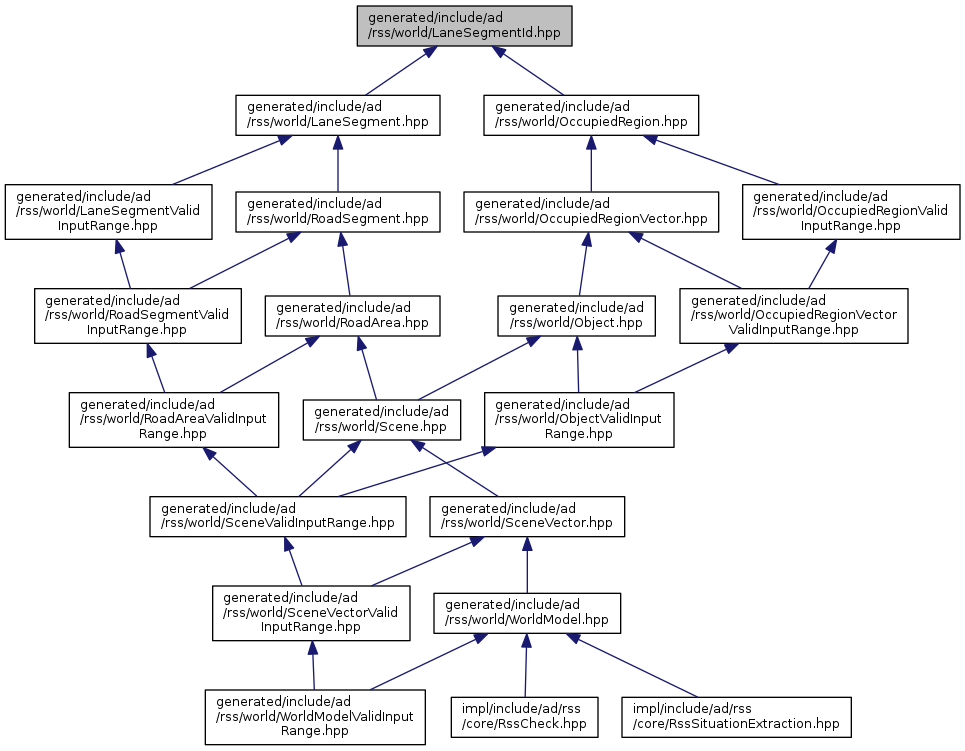 generated/include/ad
/rss/world/LaneSegmentId.hpp
generated/include/ad
/rss/world/LaneSegment.hpp
generated/include/ad
/rss/world/OccupiedRegion.hpp
generated/include/ad
/rss/world/LaneSegmentValid
InputRange.hpp
generated/include/ad
/rss/world/RoadSegment.hpp
generated/include/ad
/rss/world/OccupiedRegionVector.hpp
generated/include/ad
/rss/world/OccupiedRegionValid
InputRange.hpp
generated/include/ad
/rss/world/RoadSegmentValid
InputRange.hpp
generated/include/ad
/rss/world/RoadArea.hpp
generated/include/ad
/rss/world/Object.hpp
generated/include/ad
/rss/world/OccupiedRegionVector
ValidInputRange.hpp
generated/include/ad
/rss/world/RoadAreaValidInput
Range.hpp
generated/include/ad
/rss/world/Scene.hpp
generated/include/ad
/rss/world/ObjectValidInput
Range.hpp
generated/include/ad
/rss/world/SceneValidInputRange.hpp
generated/include/ad
/rss/world/SceneVector.hpp
generated/include/ad
/rss/world/SceneVectorValid
InputRange.hpp
generated/include/ad
/rss/world/WorldModel.hpp
generated/include/ad
/rss/world/WorldModelValidInput
Range.hpp
impl/include/ad/rss
/core/RssCheck.hpp
impl/include/ad/rss
/core/RssSituationExtraction.hpp